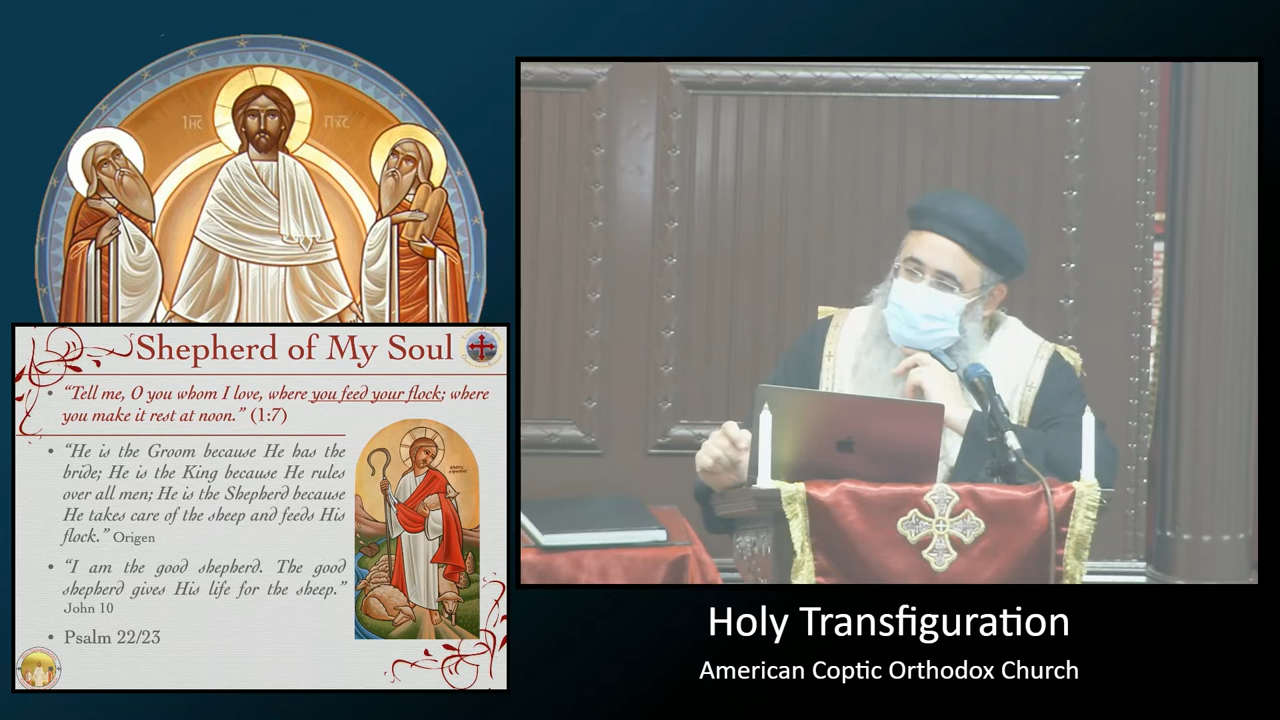 ⲒⲎⲤ ⲠⲬⲤ
Shepherd of My Soul
• “Tell me, O you whom I love, where you feed your flock; where
you make it rest at noon.” (1:7)
• “He is the Groom because He has the
bride; He is the King because He rules
over all men; He is the Shepherd because
He takes care of the sheep and feeds His
flock.” Origen
• “I am the good shepherd. The good
shepherd gives His life for the sheep.”
John 10
• Psalm 22/23
Holy Transfiguration
American Coptic Orthodox Church